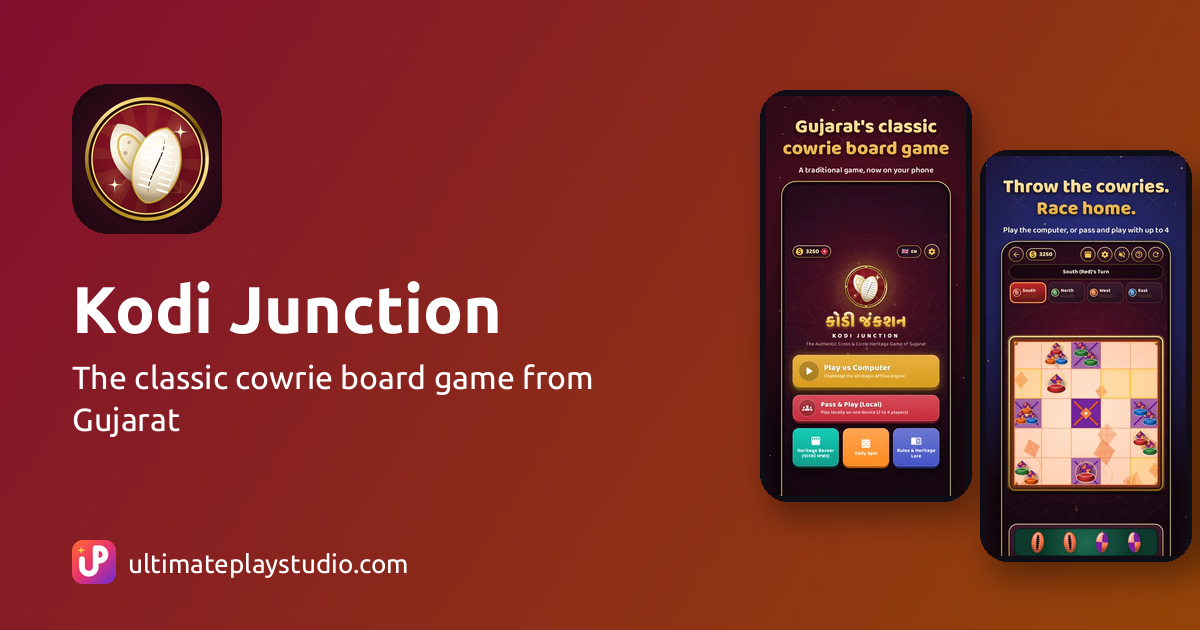 Kodi Junction
The classic cowrie board game from
Gujarat
ultimateplaystudio.com
Gujarat's classic
cowrie board game
A traditional game, now on your phone
3250
EN
કોડી જંકશન
KODI JUNCTION
The Authentic Cross & Circle Heritage Game of Gujarat
Play vs Computer
Challenge the strategic offline engine
Pass & Play (Local)
Play locally on one device (2 to 4 players)
Heritage Bazaar
Daily Spin
Rules & Heritage
Lore
Throw the cowries.
Race home.
Play the computer, or pass and play with up to 4
3250
South (Red)'s Turn
South
North
West
East